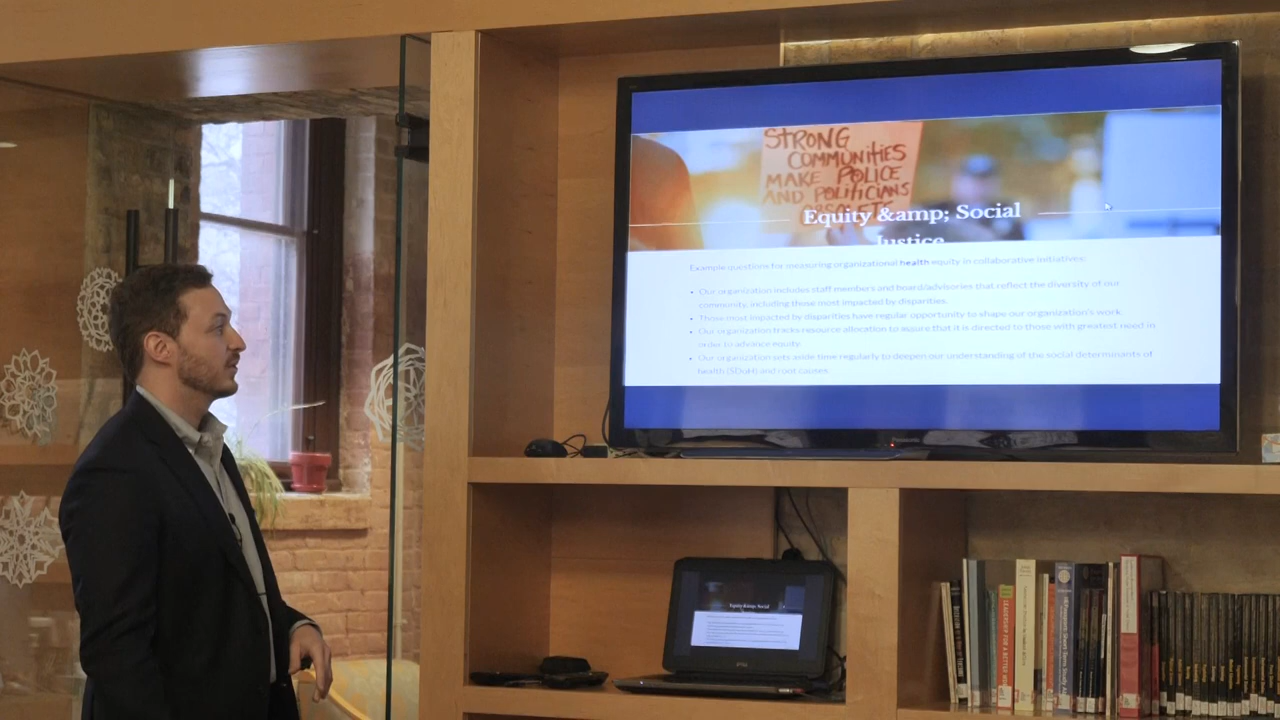 STRONG
COMMUNITIES
MAKE POLICE
AND POLITICIANS
OBSOLETE
Equity &amp; Social
Justice
Example questions for measuring organizational health equity in collaborative initiatives:
• Our organization includes staff members and board/advisories that reflect the diversity of our
community, including those most impacted by disparities.
• Those most impacted by disparities have regular opportunity to shape our organization's work.
• Our organization tracks resource allocation to assure that it is directed to those with greatest need in
order to advance equity.
• Our organization sets aside time regularly to deepen our understanding of the social determinants of
health (SDoH) and root causes.
Equity &amp; Social
DELL